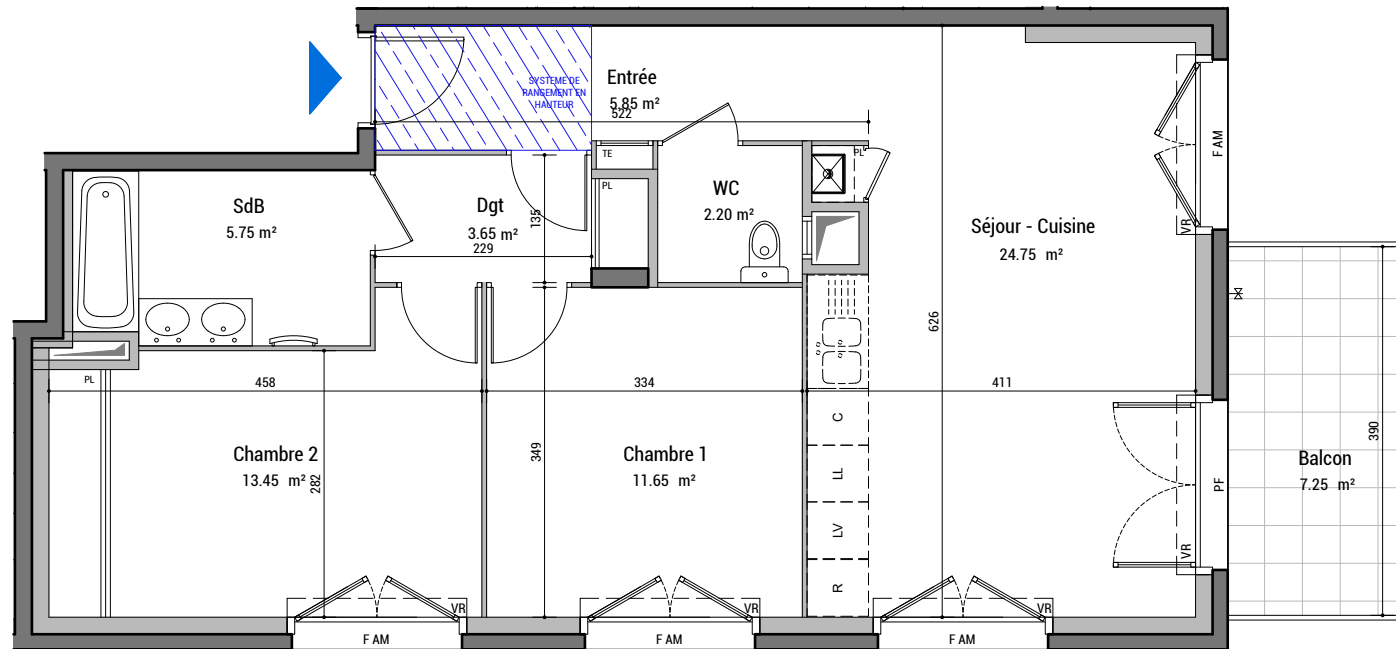 SYSTEME DE
RANGEMENT EN
HAUTEUR
Entrée
5.85 m²
522
F AM
VR
TE
PL
PL
WC
2.20 m²
SdB
5.75 m²
Dgt
3.65 m²
229
135
PL
Séjour - Cuisine
24.75 m²
626
458
334
411
349
282
390
C
LL
LV
R
Chambre 2
13.45 m²
Chambre 1
11.65 m²
Balcon
7.25 m²
PF
VR
VR
VR
VR
F AM
F AM
F AM